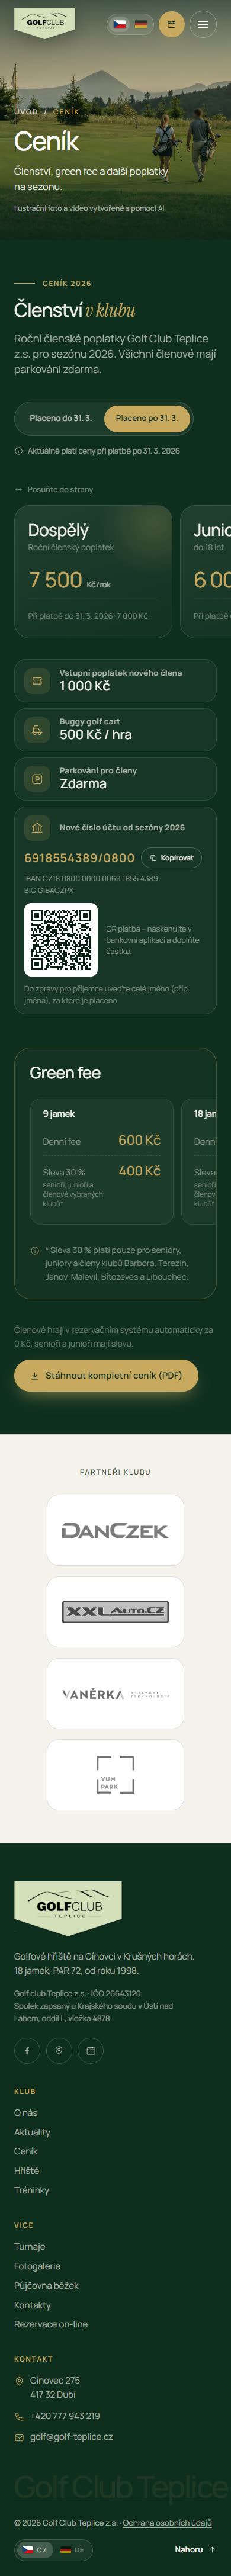 GOLFCLUB
TEPLICE
ÚVOD / CENÍK
Ceník
Členství, green fee a další poplatky
na sezónu.
Ilustrační foto a video vytvořené s pomocí AI
CENÍK 2026
Členství v klubu
Roční členské poplatky Golf Club Teplice
z.s. pro sezónu 2026. Všichni členové mají
parkování zdarma.
Placeno do 31. 3.
Placeno po 31. 3.
Aktuálně platí ceny při platbě po 31. 3. 2026
Posuňte do strany
Dospělý
Roční členský poplatek
7 500 Kč / rok
Při platbě do 31. 3. 2026: 7 000 Kč
Junio
do 18 let
6 00
Při platbě
Vstupní poplatek nového člena
1 000 Kč
Buggy golf cart
500 Kč / hra
Parkování pro členy
Zdarma
Nové číslo účtu od sezóny 2026
6918554389/0800
Kopírovat
IBAN CZ18 0800 0000 0069 1855 4389 ·
BIC GIBACZPX
QR platba – naskenujte v
bankovní aplikaci a doplňte
částku.
Do zprávy pro příjemce uveďte celé jméno (příp.
jména), za které je placeno.
Green fee
9 jamek
Denní fee
600 Kč
Sleva 30 %
400 Kč
senioři, junioři a
členové vybraných
klubů*
18 jam
Denní
Sleva
senioři
členové
klubů*
* Sleva 30 % platí pouze pro seniory,
juniory a členy klubů Barbora, Terezín,
Janov, Malevil, Bítozeves a Libouchec.
Členové hrají v rezervačním systému automaticky za
0 Kč, senioři a junioři mají slevu.
Stáhnout kompletní ceník (PDF)
PARTNEŘI KLUBU
DANCZEK
XXLAUTO.CZ
VANĚRKA
VUM
PARK
GOLFCLUB
TEPLICE
Golfové hřiště na Cínovci v Krušných horách.
18 jamek, PAR 72, od roku 1998.
Golf club Teplice z.s. · IČO 26643120
Spolek zapsaný u Krajského soudu v Ústí nad
Labem, oddíl L, vložka 4878
KLUB
O nás
Aktuality
Ceník
Hřiště
Tréninky
VÍCE
Turnaje
Fotogalerie
Půjčovna běžek
Kontakty
Rezervace on-line
KONTAKT
Cínovec 275
417 32 Dubí
+420 777 943 219
golf@golf-teplice.cz
Golf Club Teplice
© 2026 Golf Club Teplice z.s. · Ochrana osobních údajů
CZ
DE
Nahoru